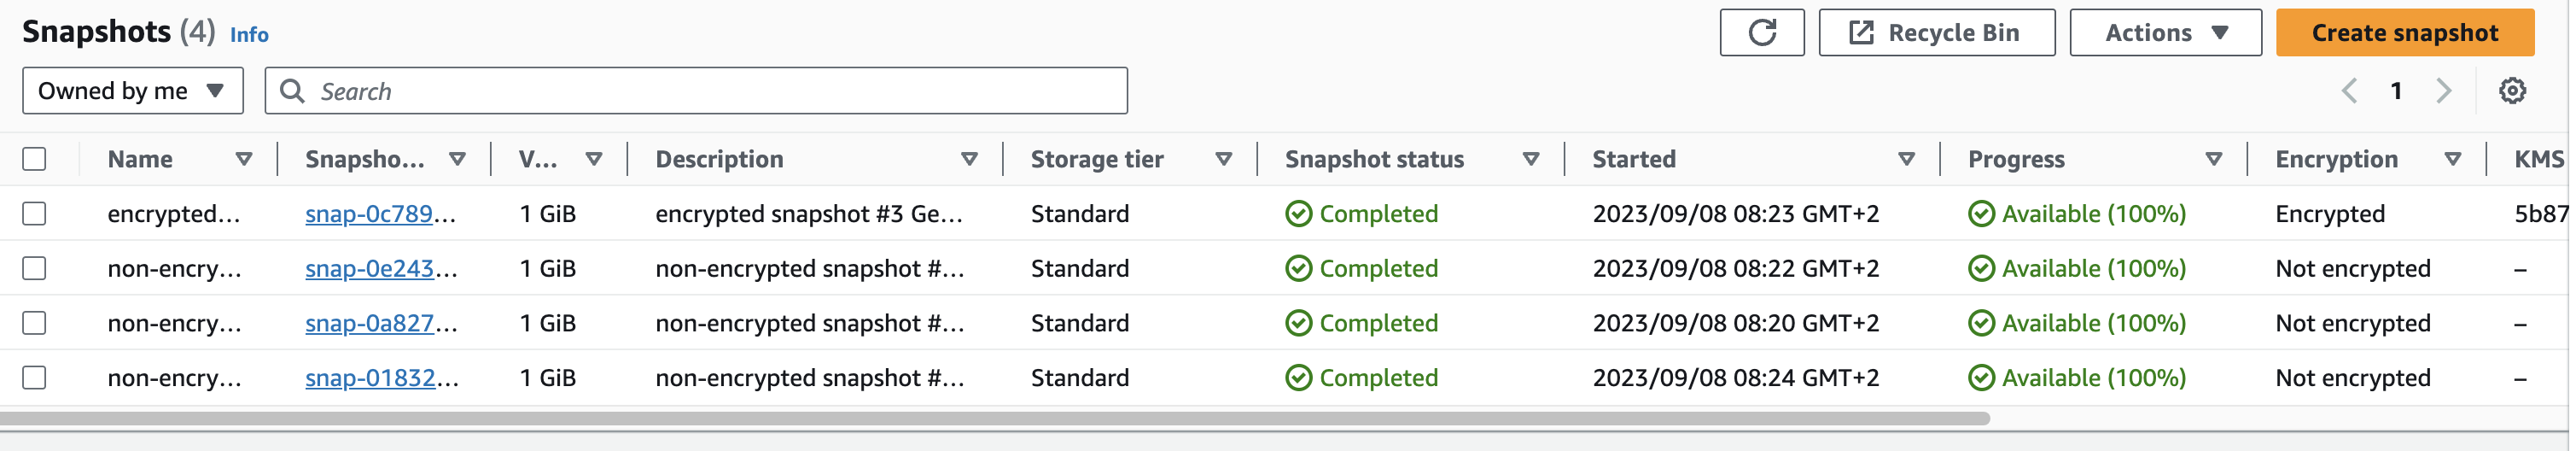 Snapshots (4) Info Recycle Bin Actions Create snapshot
Owned by me Search 1
Name Snapsho... V... Description Storage tier Snapshot status Started Progress Encryption KMS
encrypted... snap-0c789... 1 GiB encrypted snapshot #3 Ge... Standard Completed 2023/09/08 08:23 GMT+2 Available (100%) Encrypted 5b87
non-encry... snap-0e243... 1 GiB non-encrypted snapshot #... Standard Completed 2023/09/08 08:22 GMT+2 Available (100%) Not encrypted –
non-encry... snap-0a827... 1 GiB non-encrypted snapshot #... Standard Completed 2023/09/08 08:20 GMT+2 Available (100%) Not encrypted –
non-encry... snap-01832... 1 GiB non-encrypted snapshot #... Standard Completed 2023/09/08 08:24 GMT+2 Available (100%) Not encrypted –